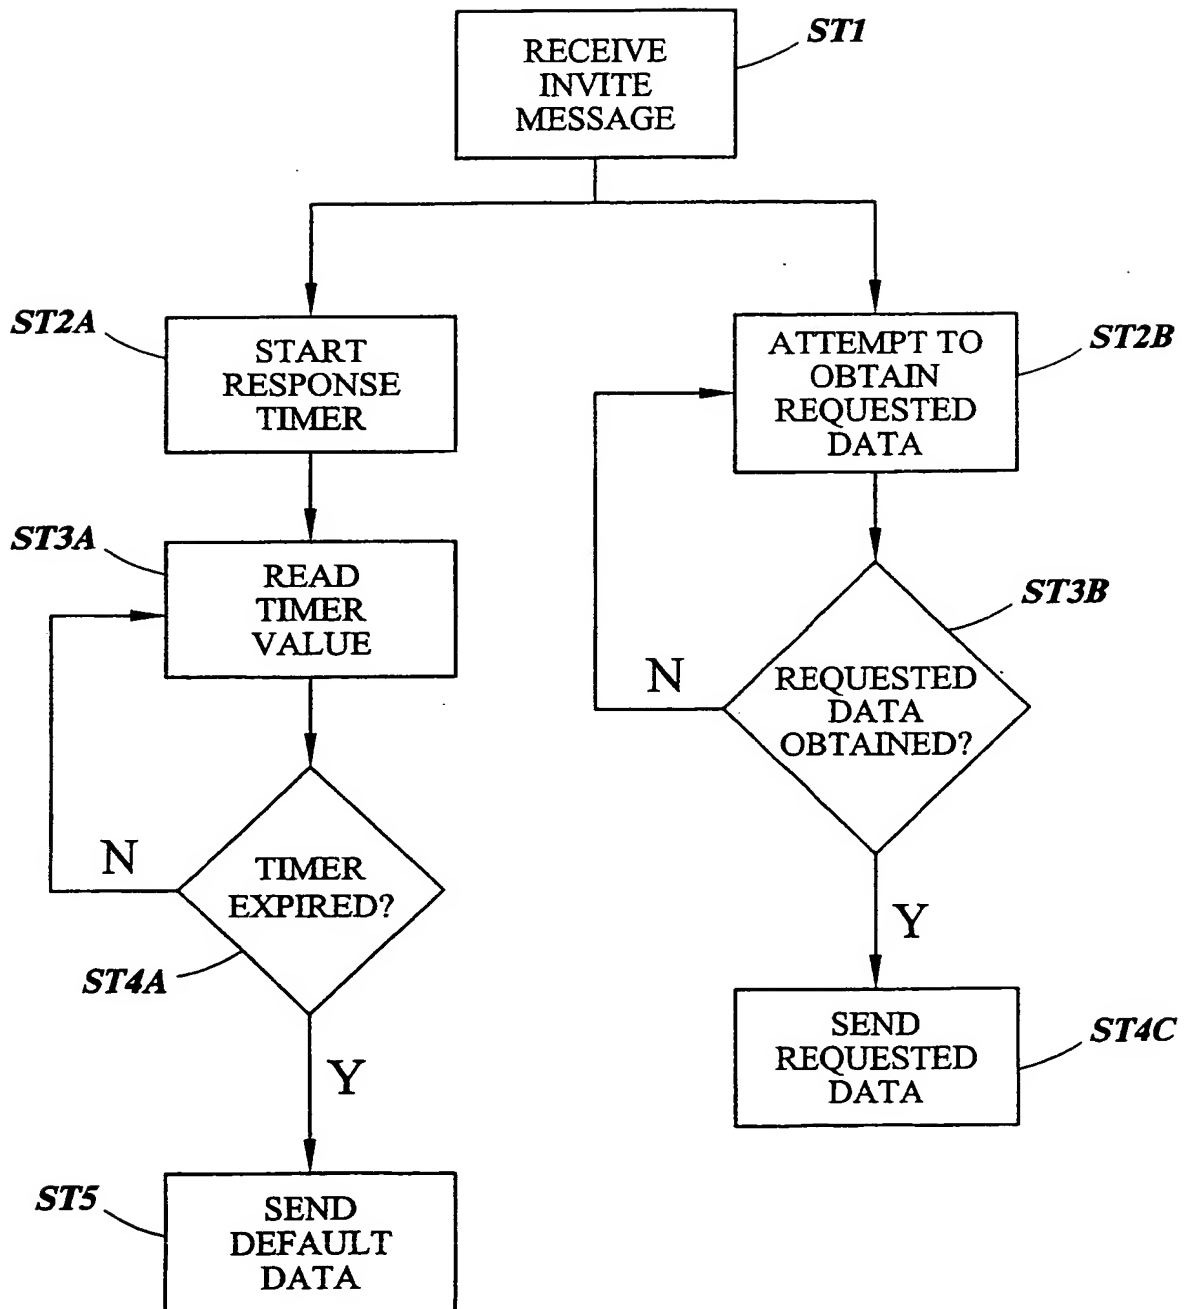 ST1
RECEIVE
INVITE
MESSAGE
ST2A
START
RESPONSE
TIMER
ST2B
ATTEMPT TO
OBTAIN
REQUESTED
DATA
ST3A
READ
TIMER
VALUE
ST3B
REQUESTED
DATA
OBTAINED?
N
N
TIMER
EXPIRED?
ST4A
Y
Y
SEND
REQUESTED
DATA
ST4C
ST5
SEND
DEFAULT
DATA